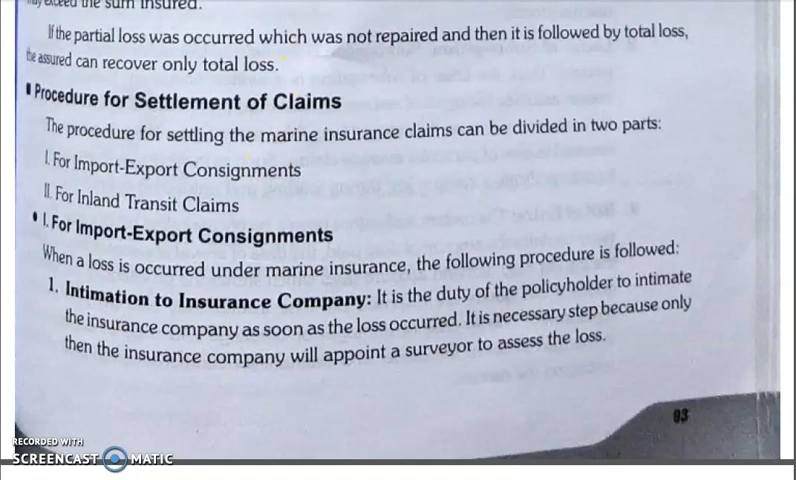 may exceed the sum insured.
If the partial loss was occurred which was not repaired and then it is followed by total loss,
the assured can recover only total loss.
Procedure for Settlement of Claims
The procedure for settling the marine insurance claims can be divided in two parts:
I. For Import-Export Consignments
II. For Inland Transit Claims
• I. For Import-Export Consignments
When a loss is occurred under marine insurance, the following procedure is followed:
1. Intimation to Insurance Company: It is the duty of the policyholder to intimate
the insurance company as soon as the loss occurred. It is necessary step because only
then the insurance company will appoint a surveyor to assess the loss.
93
RECORDED WITH
SCREENCAST MATIC